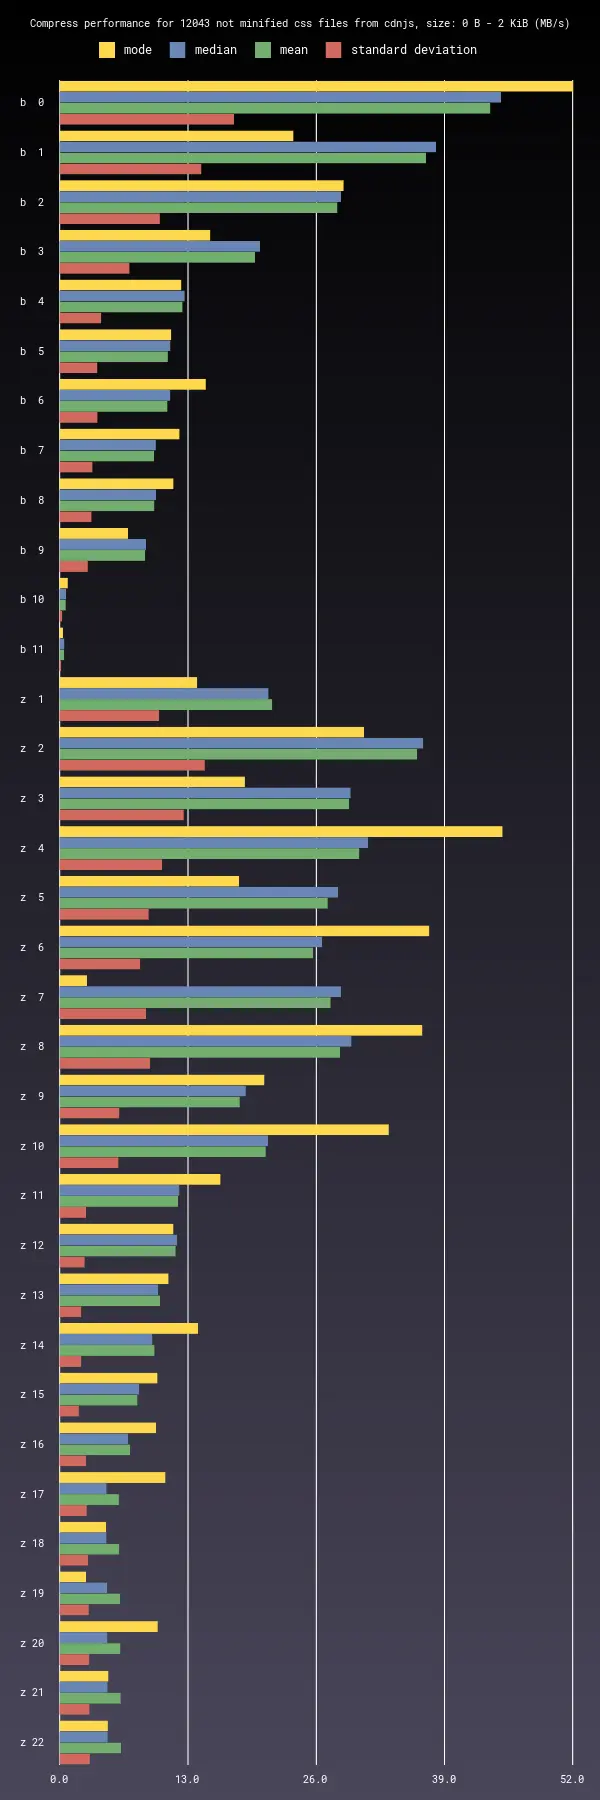 Compress performance for 12043 not minified css files from cdnjs, size: 0 B - 2 KiB (MB/s)
mode median mean standard deviation
b 0
b 1
b 2
b 3
b 4
b 5
b 6
b 7
b 8
b 9
b 10
b 11
z 1
z 2
z 3
z 4
z 5
z 6
z 7
z 8
z 9
z 10
z 11
z 12
z 13
z 14
z 15
z 16
z 17
z 18
z 19
z 20
z 21
z 22
0.0 13.0 26.0 39.0 52.0